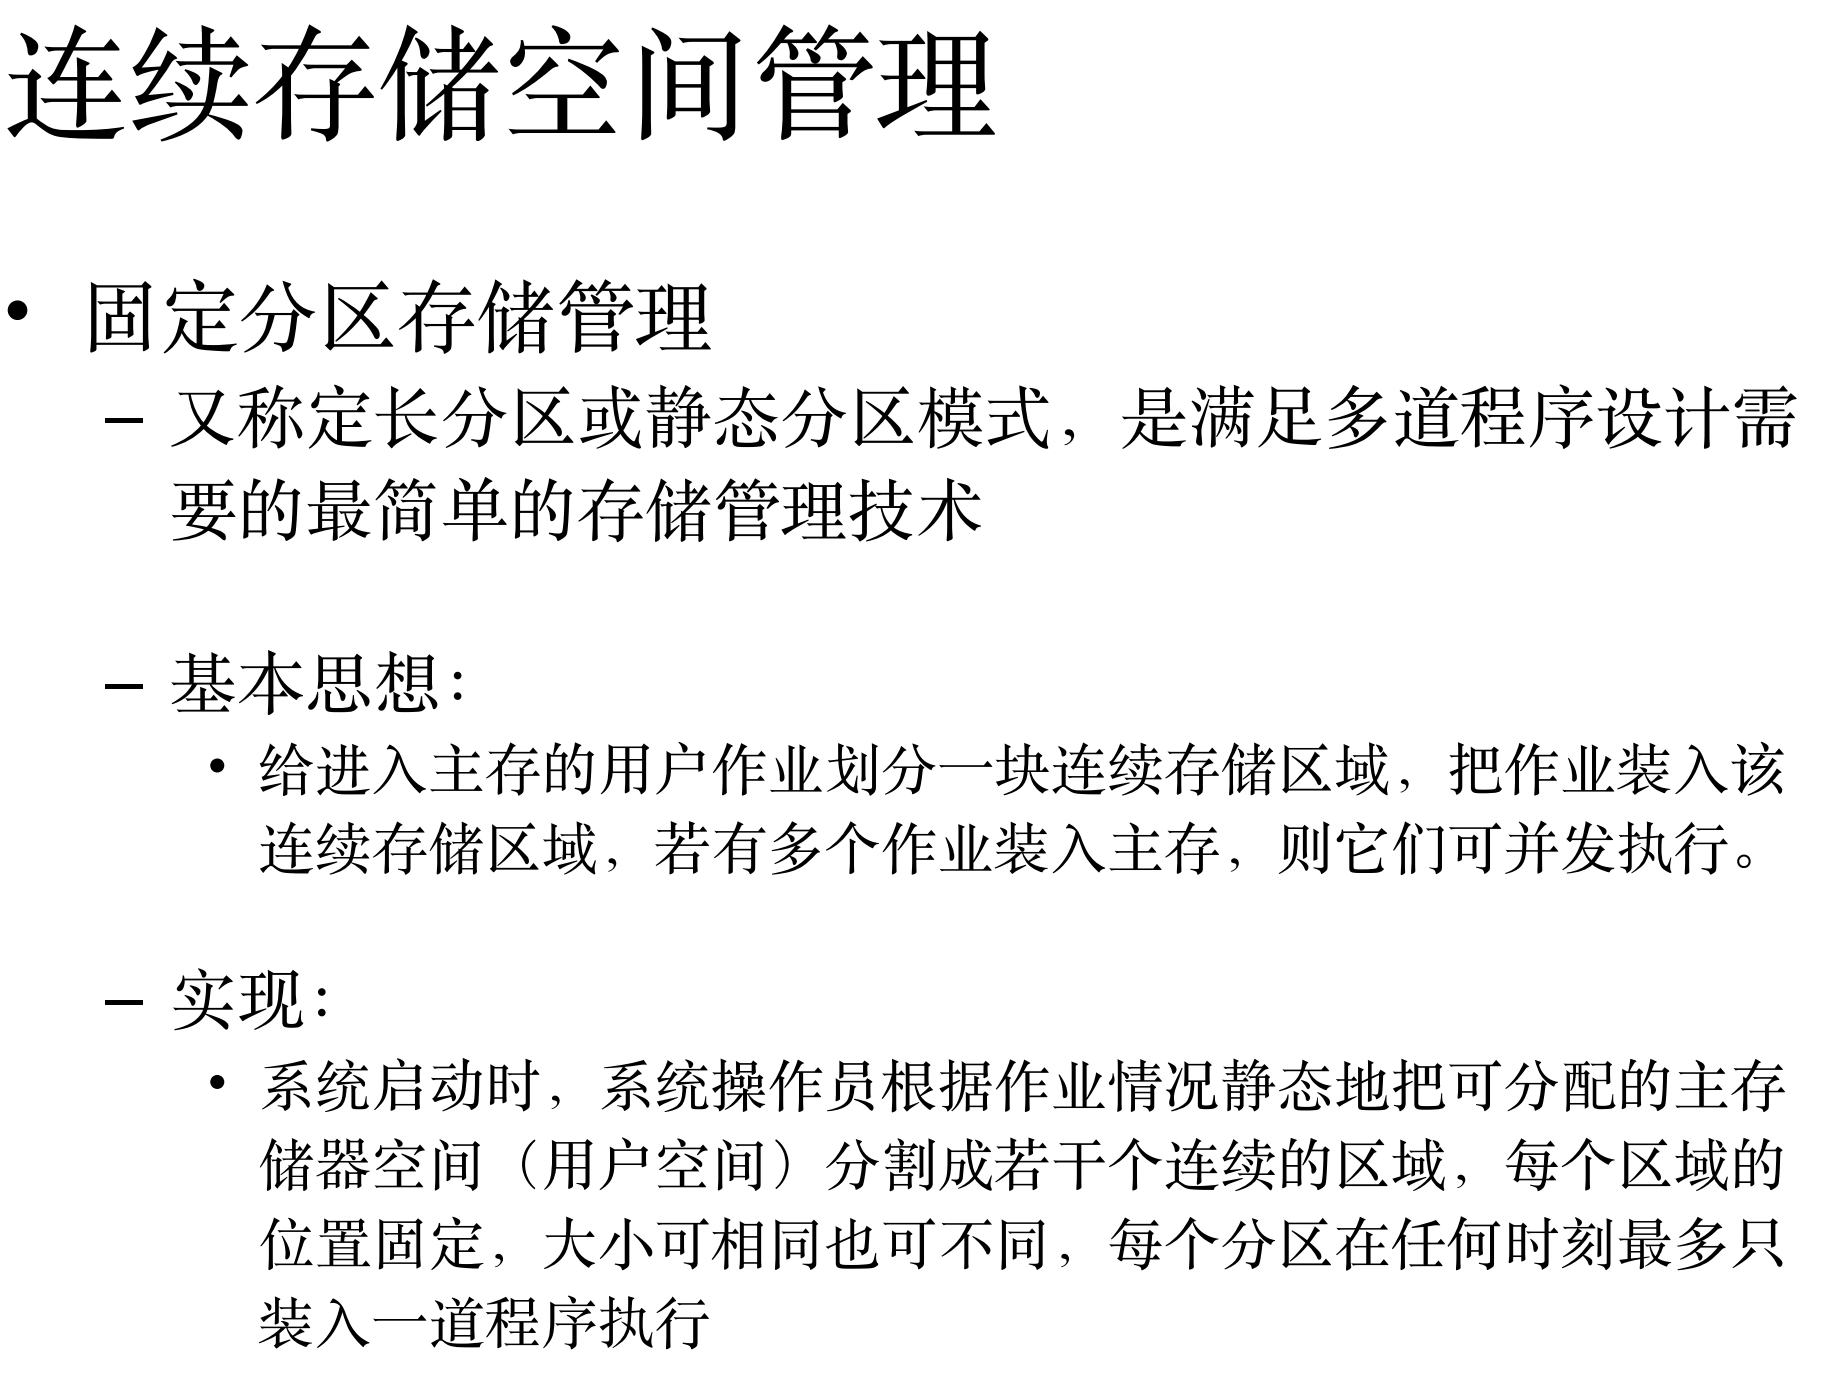 连续存储空间管理
• 固定分区存储管理
– 又称定长分区或静态分区模式，是满足多道程序设计需
要的最简单的存储管理技术
– 基本思想：
• 给进入主存的用户作业划分一块连续存储区域，把作业装入该
连续存储区域，若有多个作业装入主存，则它们可并发执行。
– 实现：
• 系统启动时，系统操作员根据作业情况静态地把可分配的主存
储器空间（用户空间）分割成若干个连续的区域，每个区域的
位置固定，大小可相同也可不同，每个分区在任何时刻最多只
装入一道程序执行